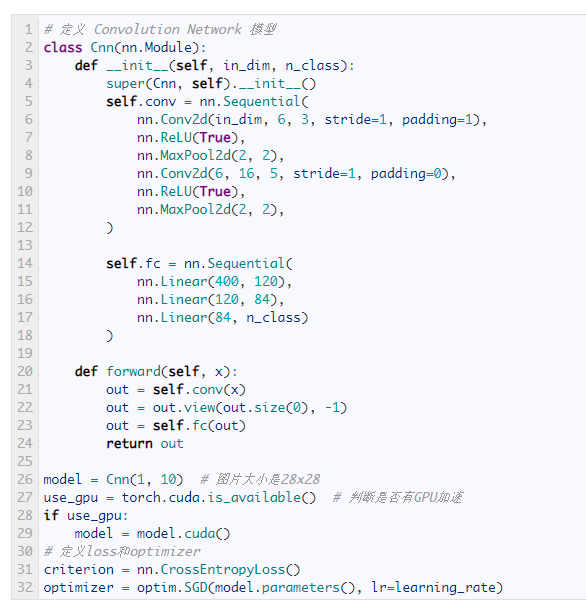 1 # 定义 Convolution Network 模型
2 class Cnn(nn.Module):
3     def __init__(self, in_dim, n_class):
4         super(Cnn, self).__init__()
5         self.conv = nn.Sequential(
6             nn.Conv2d(in_dim, 6, 3, stride=1, padding=1),
7             nn.ReLU(True),
8             nn.MaxPool2d(2, 2),
9             nn.Conv2d(6, 16, 5, stride=1, padding=0),
10             nn.ReLU(True),
11             nn.MaxPool2d(2, 2),
12         )
13
14         self.fc = nn.Sequential(
15             nn.Linear(400, 120),
16             nn.Linear(120, 84),
17             nn.Linear(84, n_class)
18         )
19
20     def forward(self, x):
21         out = self.conv(x)
22         out = out.view(out.size(0), -1)
23         out = self.fc(out)
24         return out
25
26 model = Cnn(1, 10)  # 图片大小是28x28
27 use_gpu = torch.cuda.is_available()  # 判断是否有GPU加速
28 if use_gpu:
29     model = model.cuda()
30 # 定义loss和optimizer
31 criterion = nn.CrossEntropyLoss()
32 optimizer = optim.SGD(model.parameters(), lr=learning_rate)